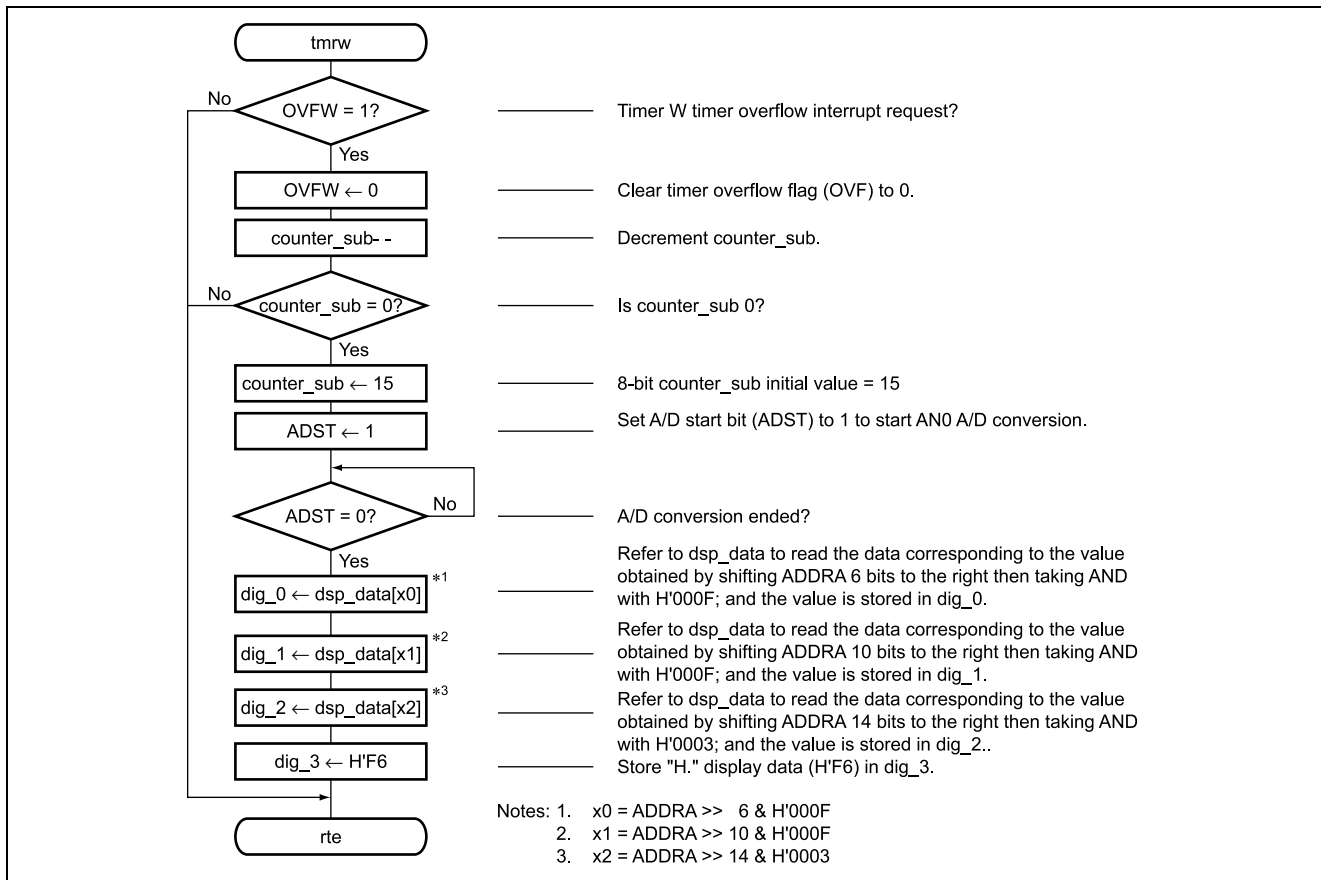 tmrw
No
OVFW = 1?
Timer W timer overflow interrupt request?
Yes
OVFW ← 0
Clear timer overflow flag (OVF) to 0.
counter_sub- -
Decrement counter_sub.
No
counter_sub = 0?
Is counter_sub 0?
Yes
counter_sub ← 15
8-bit counter_sub initial value = 15
ADST ← 1
Set A/D start bit (ADST) to 1 to start AN0 A/D conversion.
ADST = 0?
No
A/D conversion ended?
Yes
dig_0 ← dsp_data[x0]
*1
Refer to dsp_data to read the data corresponding to the value
obtained by shifting ADDRA 6 bits to the right then taking AND
with H'000F; and the value is stored in dig_0.
dig_1 ← dsp_data[x1]
*2
Refer to dsp_data to read the data corresponding to the value
obtained by shifting ADDRA 10 bits to the right then taking AND
with H'000F; and the value is stored in dig_1.
dig_2 ← dsp_data[x2]
*3
Refer to dsp_data to read the data corresponding to the value
obtained by shifting ADDRA 14 bits to the right then taking AND
with H'0003; and the value is stored in dig_2..
dig_3 ← H'F6
Store "H." display data (H'F6) in dig_3.
rte
Notes: 1. x0 = ADDRA >> 6 & H'000F
2. x1 = ADDRA >> 10 & H'000F
3. x2 = ADDRA >> 14 & H'0003